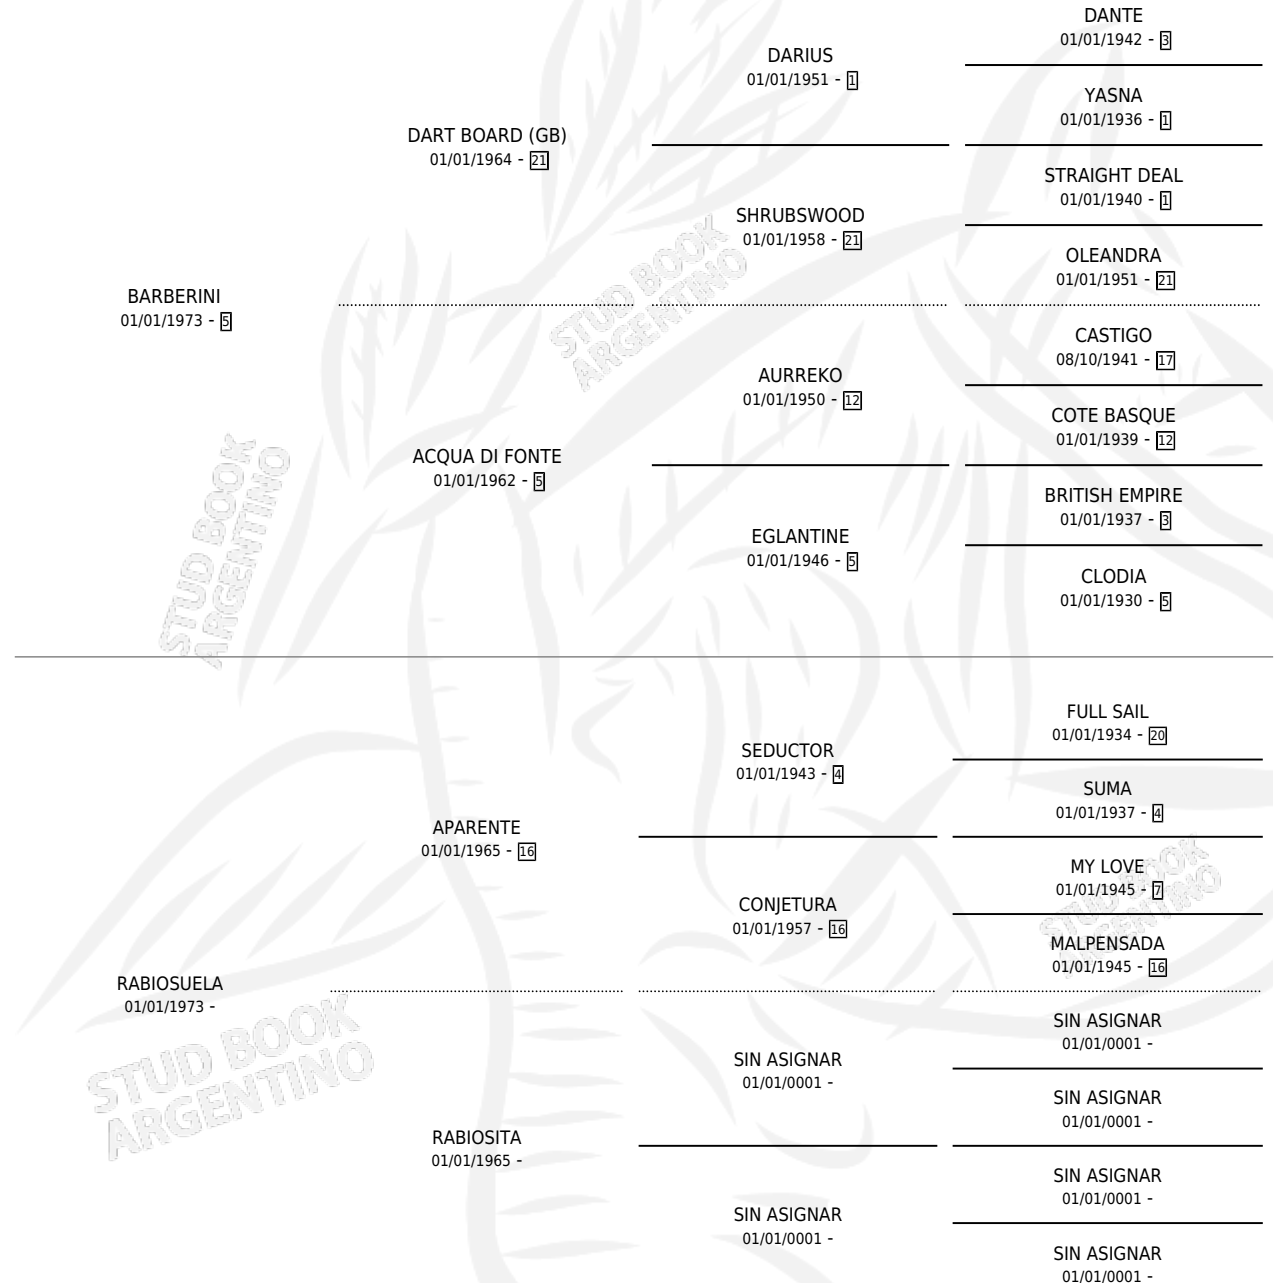 DANTE
01/01/1942 - 3
DARIUS
01/01/1951 - 1
YASNA
01/01/1936 - 1
DART BOARD (GB)
01/01/1964 - 21
STRAIGHT DEAL
01/01/1940 - 1
SHRUBSWOOD
01/01/1958 - 21
OLEANDRA
01/01/1951 - 21
STUD BOOK
ARGENTINO
BARBERINI
01/01/1973 - 5
CASTIGO
08/10/1941 - 17
AURREKO
01/01/1950 - 12
COTE BASQUE
01/01/1939 - 12
ACQUA DI FONTE
01/01/1962 - 5
BRITISH EMPIRE
01/01/1937 - 3
EGLANTINE
01/01/1946 - 5
CLODIA
01/01/1930 - 5
STUD BOOK
ARGENTINO
FULL SAIL
01/01/1934 - 20
SEDUCTOR
01/01/1943 - 4
SUMA
01/01/1937 - 4
APARENTE
01/01/1965 - 16
MY LOVE
01/01/1945 - 7
CONJETURA
01/01/1957 - 16
STUD BOOK
ARGENTINO
MALPENSADA
01/01/1945 - 16
RABIOSUELA
01/01/1973 -
SIN ASIGNAR
01/01/0001 -
SIN ASIGNAR
01/01/0001 -
STUD BOOK
ARGENTINO
SIN ASIGNAR
01/01/0001 -
RABIOSITA
01/01/1965 -
SIN ASIGNAR
01/01/0001 -
SIN ASIGNAR
01/01/0001 -
SIN ASIGNAR
01/01/0001 -